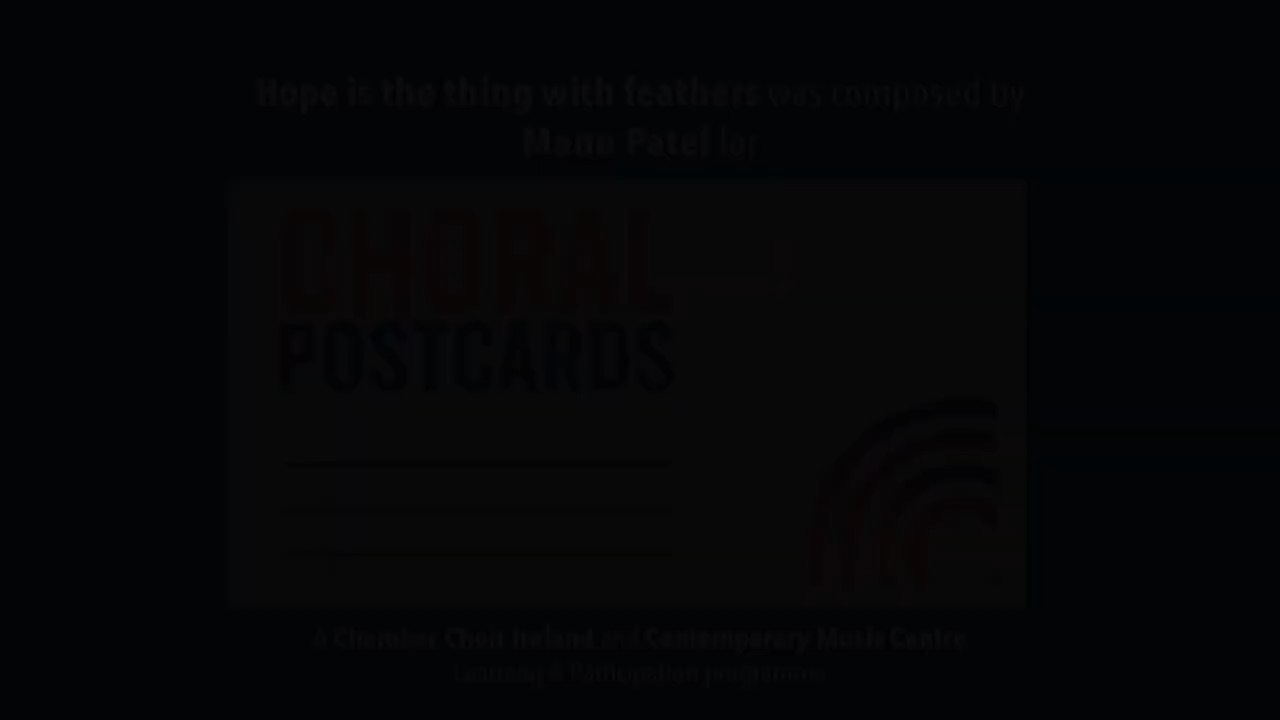 Hope is the thing with feathers was composed by
Mann Patel for
CHORAL
POSTCARDS
A Chamber Choir Ireland and Contemporary Music Centre
Learning & Participation programme